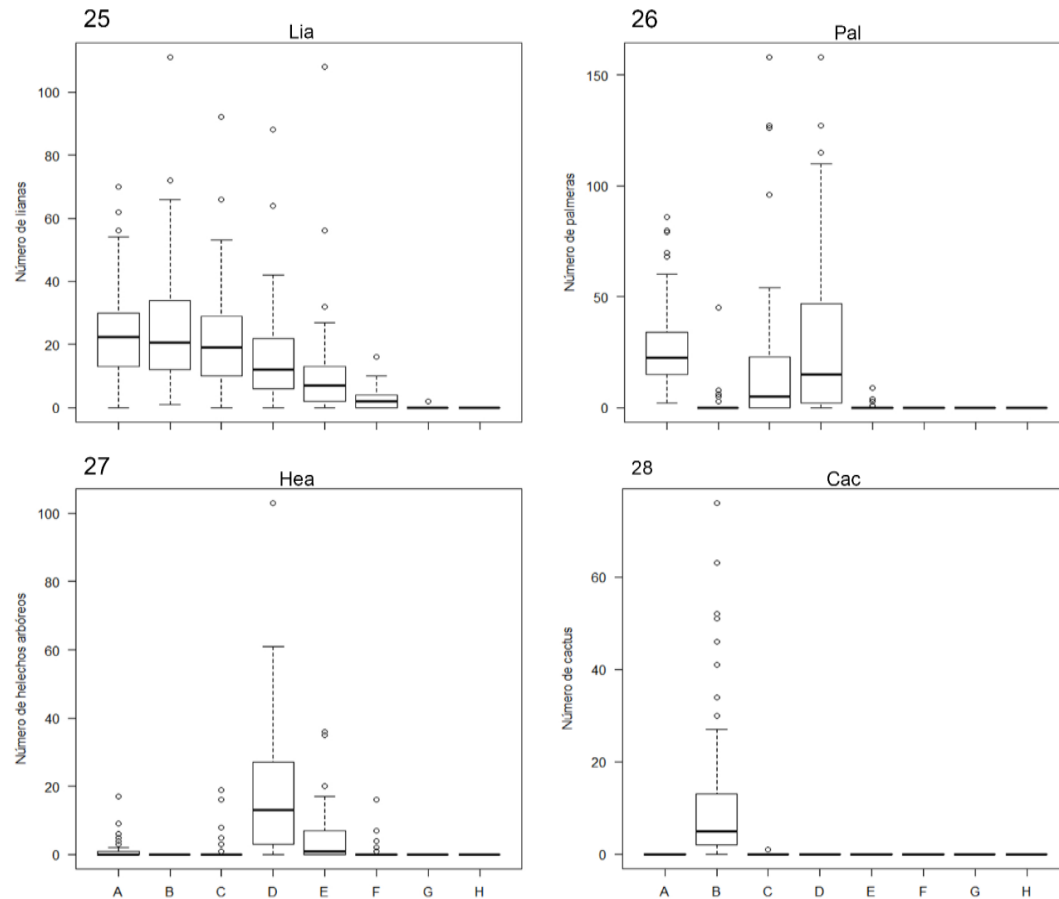 25
Lia
Número de lianas
100
80
60
40
20
0
26
Pal
Número de palmeras
150
100
50
0
27
Hea
Número de helechos arbóreos
100
80
60
40
20
0
A B C D E F G H
28
Cac
Número de cactus
60
40
20
0
A B C D E F G H